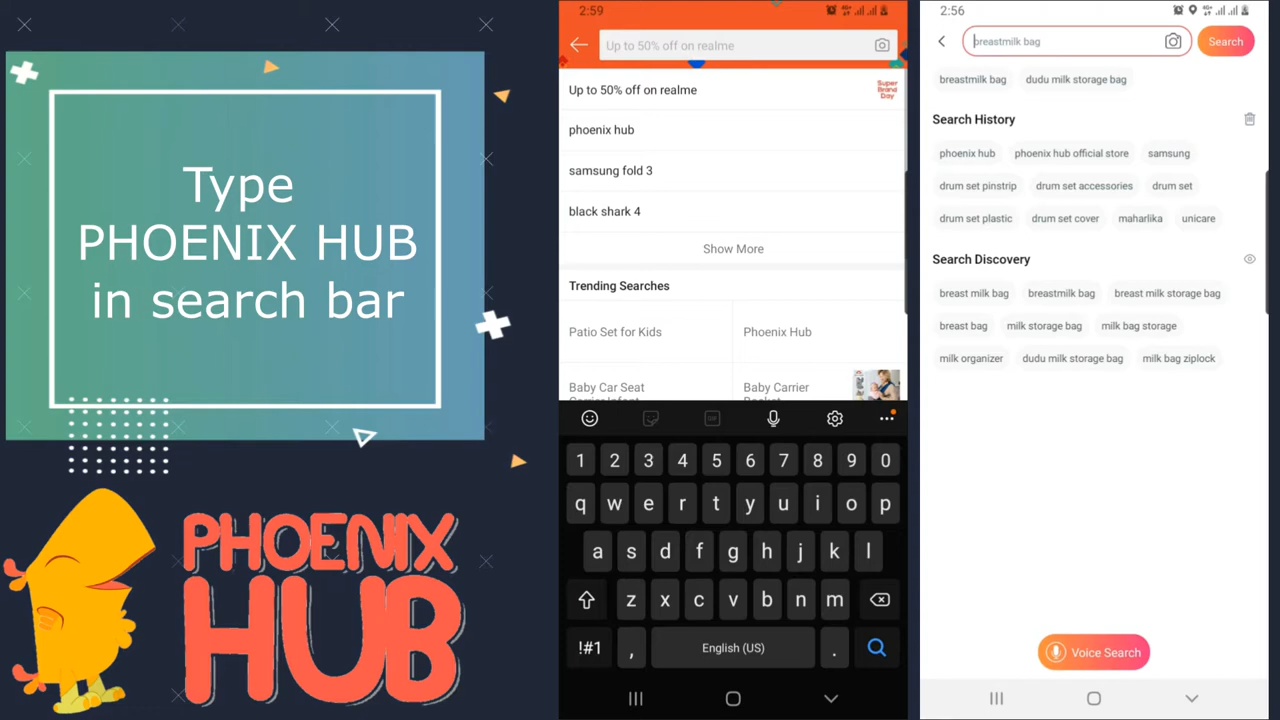 Type
PHOENIX HUB
in search bar
PHOENIX
HUB
2:59
Up to 50% off on realme
Up to 50% off on realme
Super
Brand
Day
phoenix hub
samsung fold 3
black shark 4
Show More
Trending Searches
Patio Set for Kids
Phoenix Hub
Baby Car Seat
Baby Carrier
1 2 3 4 5 6 7 8 9 0
q w e r t y u i o p
a s d f g h j k l
z x c v b n m
!#1 , English (US) .
2:56
breastmilk bag
Search
breastmilk bag dudu milk storage bag
Search History
phoenix hub phoenix hub official store samsung
drum set pinstrip drum set accessories drum set
drum set plastic drum set cover maharlika unicare
Search Discovery
breast milk bag breastmilk bag breast milk storage bag
breast bag milk storage bag milk bag storage
milk organizer dudu milk storage bag milk bag ziplock
Voice Search